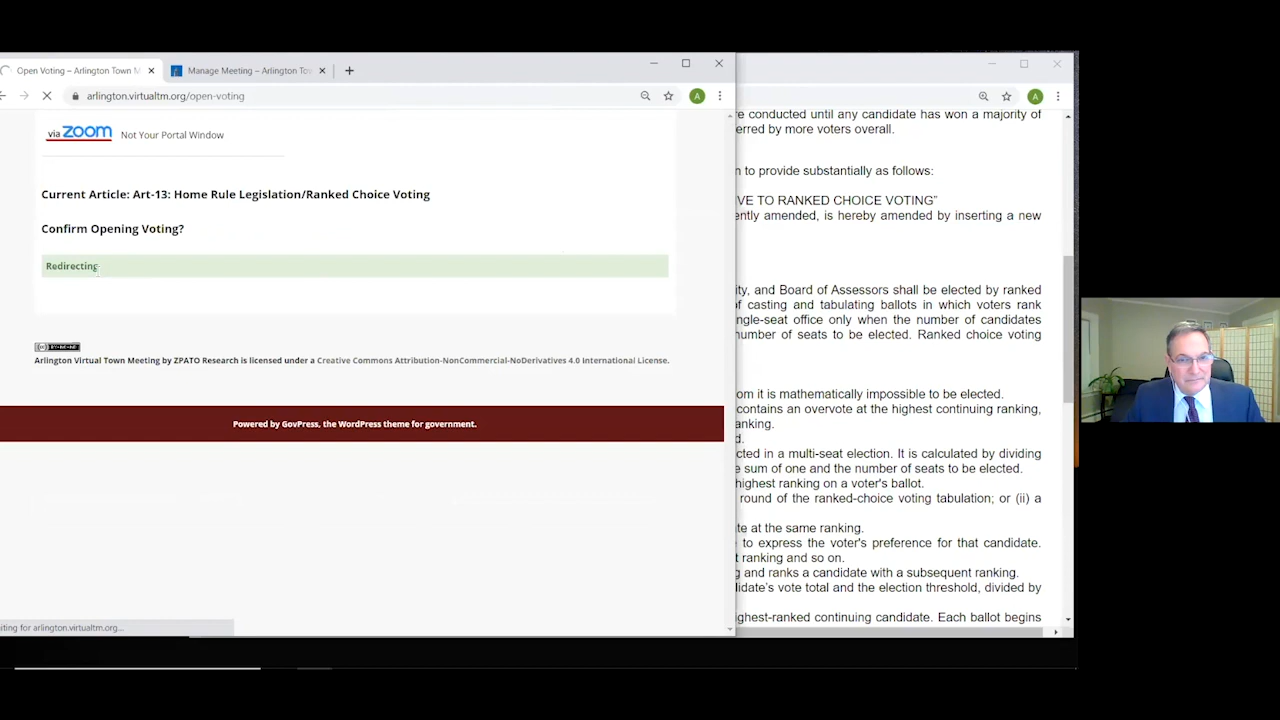 Open Voting – Arlington Town M
Manage Meeting – Arlington Tow
arlington.virtualtm.org/open-voting
A
A
via zoom Not Your Portal Window
Current Article: Art-13: Home Rule Legislation/Ranked Choice Voting
Confirm Opening Voting?
Redirecting
Arlington Virtual Town Meeting by ZPATO Research is licensed under a Creative Commons Attribution-NonCommercial-NoDerivatives 4.0 International License.
Powered by GovPress, the WordPress theme for government.
iting for arlington.virtualtm.org...
e conducted until any candidate has won a majority of
erred by more voters overall.
n to provide substantially as follows:
VE TO RANKED CHOICE VOTING”
ently amended, is hereby amended by inserting a new
ity, and Board of Assessors shall be elected by ranked
f casting and tabulating ballots in which voters rank
ngle-seat office only when the number of candidates
number of seats to be elected. Ranked choice voting
om it is mathematically impossible to be elected.
contains an overvote at the highest continuing ranking,
anking.
d.
cted in a multi-seat election. It is calculated by dividing
e sum of one and the number of seats to be elected.
highest ranking on a voter's ballot.
round of the ranked-choice voting tabulation; or (ii) a
te at the same ranking.
to express the voter's preference for that candidate.
t ranking and so on.
g and ranks a candidate with a subsequent ranking.
lidate’s vote total and the election threshold, divided by
ghest-ranked continuing candidate. Each ballot begins